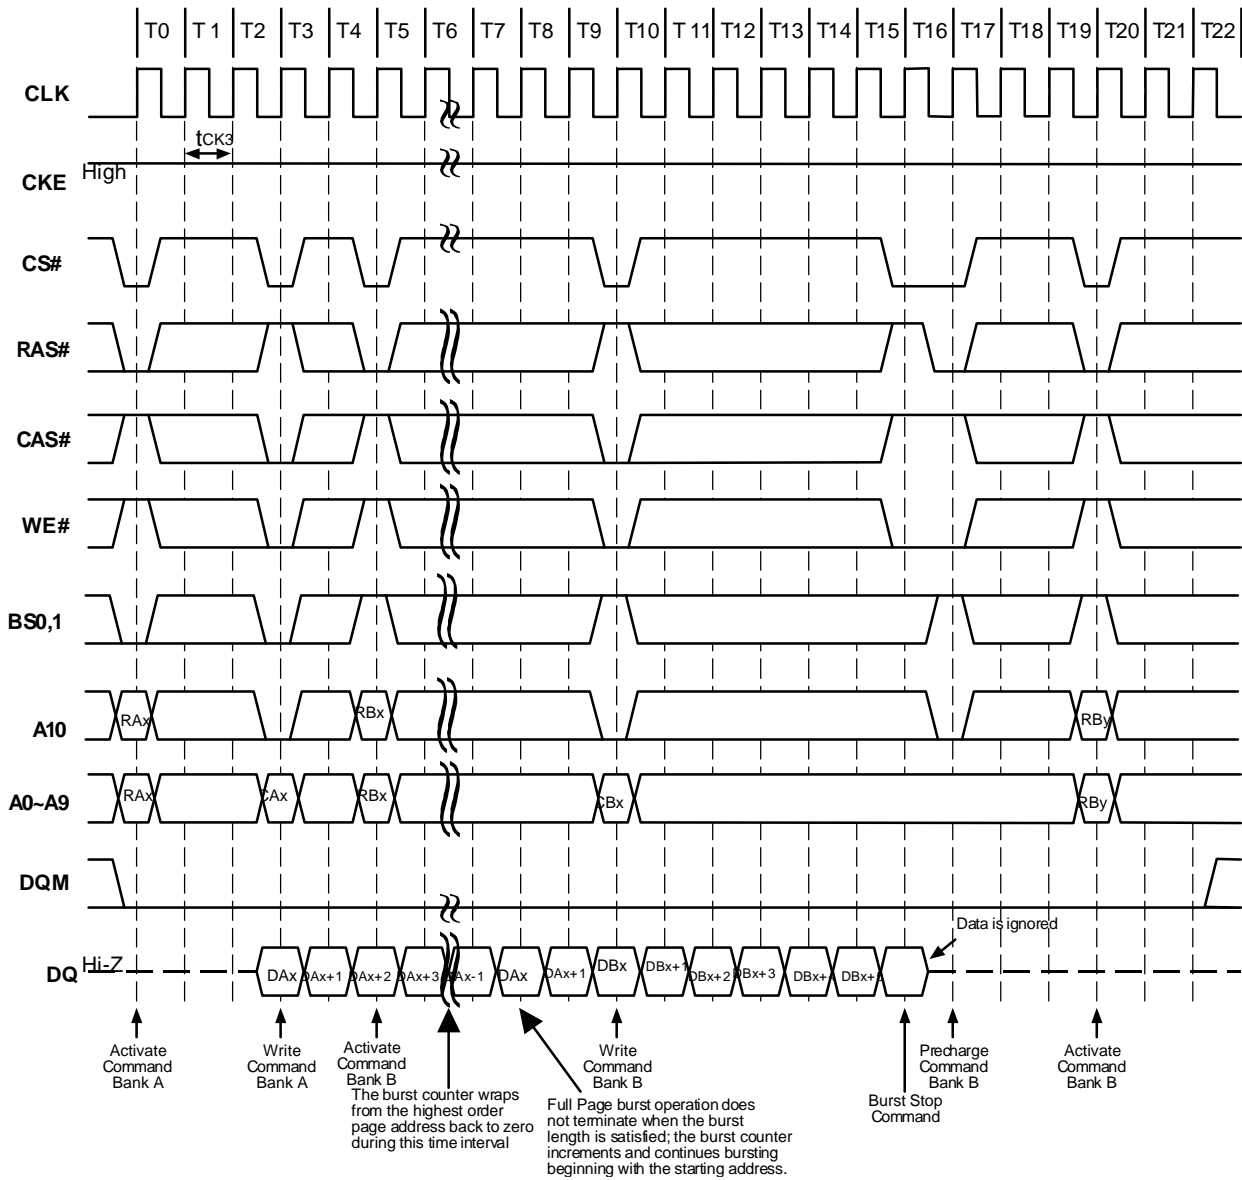 T0 T1 T2 T3 T4 T5 T6 T7 T8 T9 T10 T11 T12 T13 T14 T15 T16 T17 T18 T19 T20 T21 T22
CLK
tCK3
High
CKE
CS#
RAS#
CAS#
WE#
BS0,1
A10
RAx RBx RBy
A0~A9
RAx CAx RBx CBx RBy
DQM
Data is ignored
Hi-Z
DQ
DAx DAx+1 DAx+2 DAx+3 DAx-1 DAx DAx+1 DBx DBx+1 DBx+2 DBx+3 DBx+4
Activate
Command
Bank A
Write
Command
Bank A
Activate
Command
Bank B
The burst counter wraps
from the highest order
page address back to zero
during this time interval
Full Page burst operation does
not terminate when the burst
length is satisfied; the burst counter
increments and continues bursting
beginning with the starting address.
Write
Command
Bank B
Burst Stop
Command
Precharge
Command
Bank B
Activate
Command
Bank B